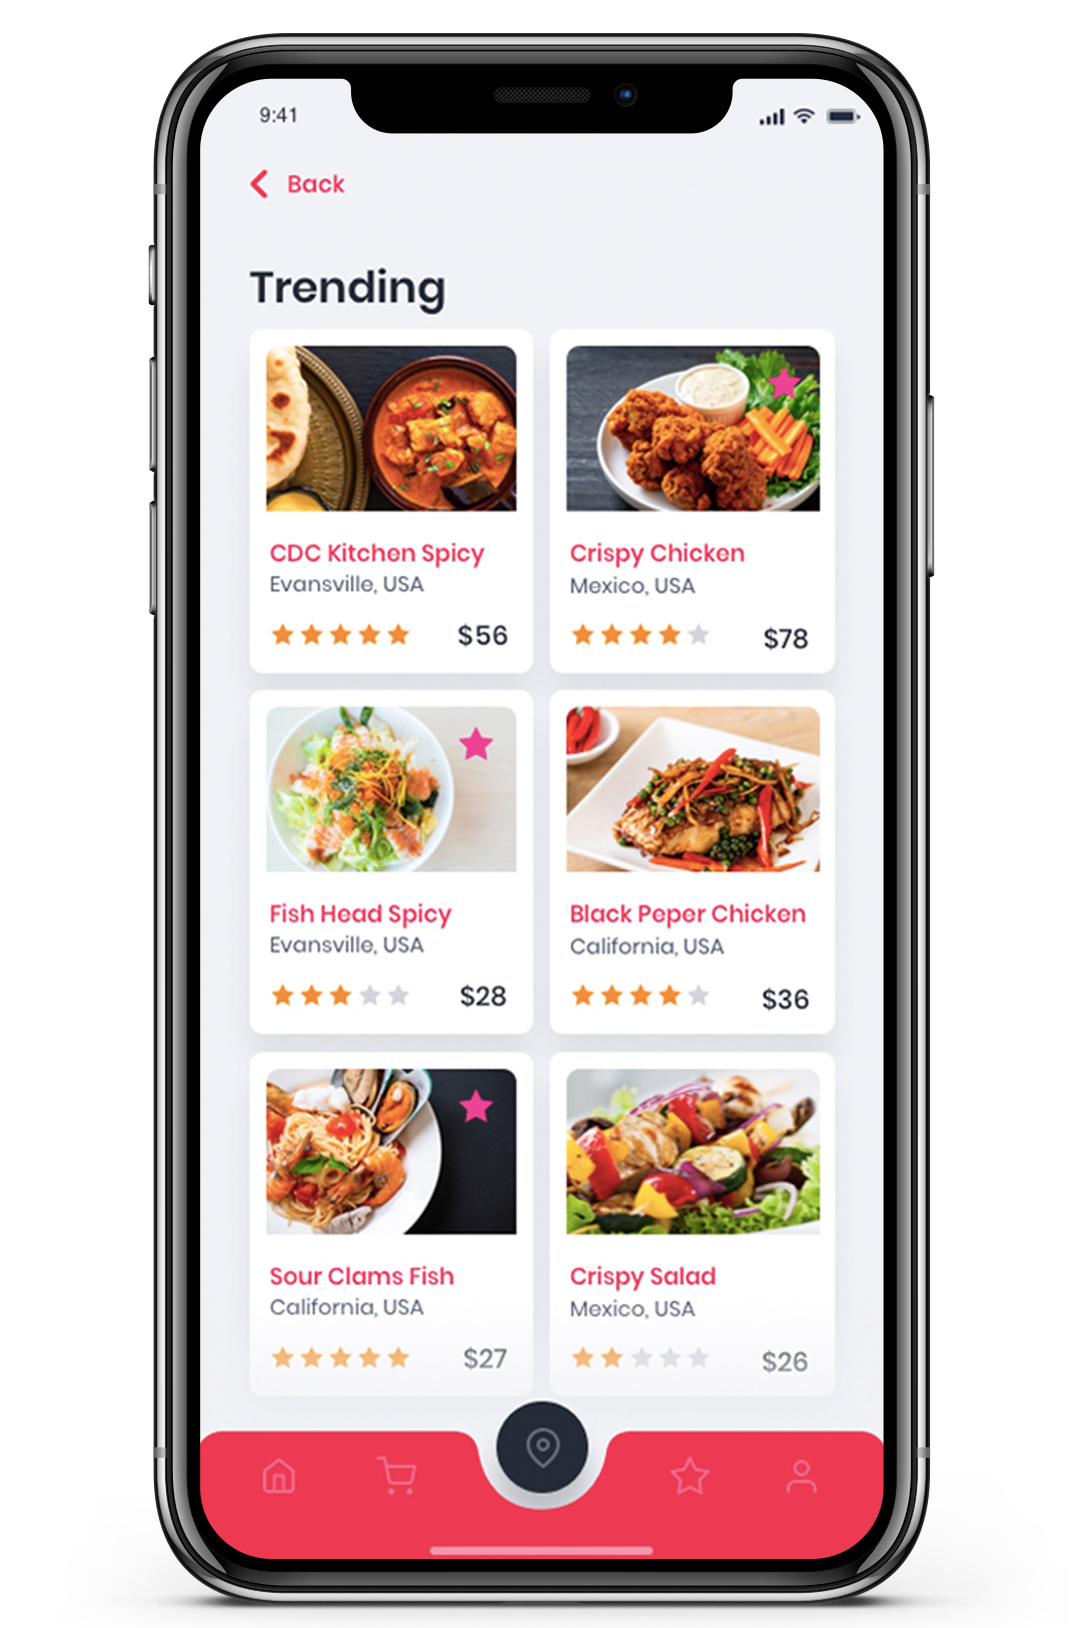 9:41
Back
Trending
CDC Kitchen Spicy
Evansville, USA
$56
Crispy Chicken
Mexico, USA
$78
Fish Head Spicy
Evansville, USA
$28
Black Peper Chicken
California, USA
$36
Sour Clams Fish
California, USA
$27
Crispy Salad
Mexico, USA
$26